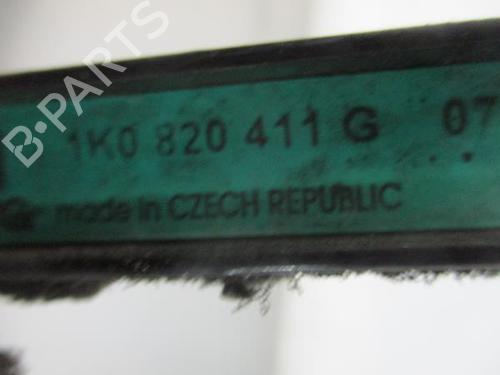 B-PARTS
1K0 820 411 G 07
made in CZECH REPUBLIC